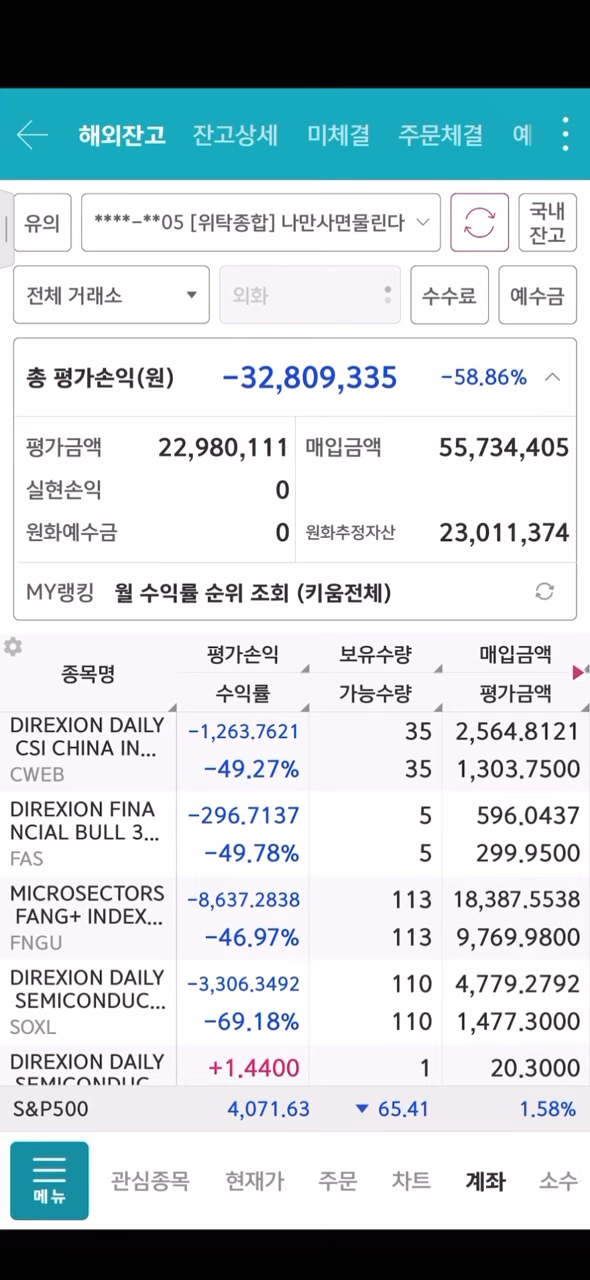 해외잔고 잔고상세 미체결 주문체결 예
유의 ****-**05 [위탁종합] 나만사면물린다 국내
잔고
전체 거래소 외화 수수료 예수금
총 평가손익(원) -32,809,335 -58.86%
평가금액 22,980,111 매입금액 55,734,405
실현손익 0
원화예수금 0 원화추정자산 23,011,374
MY랭킹 월 수익률 순위 조회 (키움전체)
종목명 평가손익 보유수량 매입금액
수익률 가능수량 평가금액
DIREXION DAILY -1,263.7621 35 2,564.8121
CSI CHINA IN...
CWEB -49.27% 35 1,303.7500
DIREXION FINA -296.7137 5 596.0437
NCIAL BULL 3...
FAS -49.78% 5 299.9500
MICROSECTORS -8,637.2838 113 18,387.5538
FANG+ INDEX...
FNGU -46.97% 113 9,769.9800
DIREXION DAILY -3,306.3492 110 4,779.2792
SEMICONDUC...
SOXL -69.18% 110 1,477.3000
DIREXION DAILY +1.4400 1 20.3000
SEMICONDUC
S&P500 4,071.63 ▼ 65.41 1.58%
메뉴 관심종목 현재가 주문 차트 계좌 소수